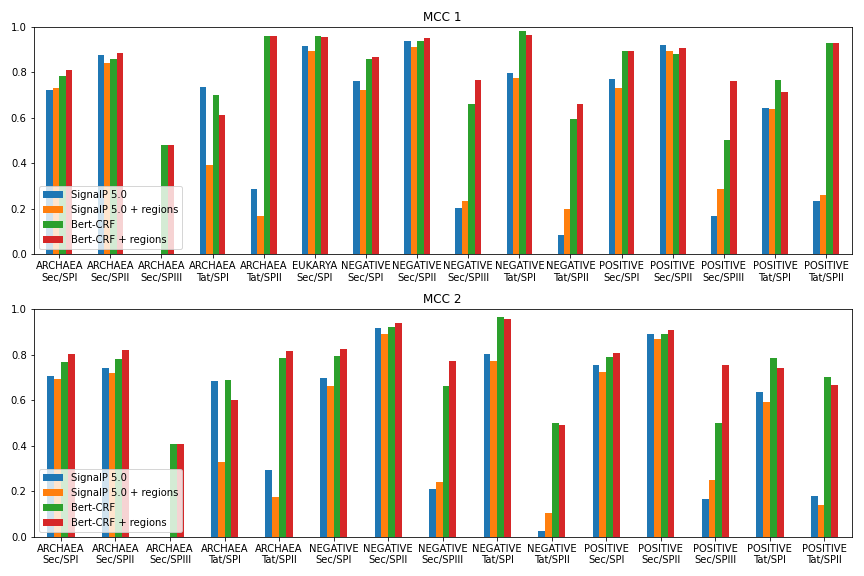 MCC 1
1.0
0.8
0.6
0.4
0.2
0.0
SignalP 5.0
SignalP 5.0 + regions
Bert-CRF
Bert-CRF + regions
ARCHAEA ARCHAEA ARCHAEA ARCHAEA ARCHAEA EUKARYA NEGATIVE NEGATIVE NEGATIVE NEGATIVE NEGATIVE POSITIVE POSITIVE POSITIVE POSITIVE POSITIVE
Sec/SPI Sec/SPII Sec/SPIII Tat/SPI Tat/SPII Sec/SPI Sec/SPI Sec/SPII Sec/SPIII Tat/SPI Tat/SPII Sec/SPI Sec/SPII Sec/SPIII Tat/SPI Tat/SPII
MCC 2
1.0
0.8
0.6
0.4
0.2
0.0
SignalP 5.0
SignalP 5.0 + regions
Bert-CRF
Bert-CRF + regions
ARCHAEA ARCHAEA ARCHAEA ARCHAEA ARCHAEA NEGATIVE NEGATIVE NEGATIVE NEGATIVE NEGATIVE POSITIVE POSITIVE POSITIVE POSITIVE POSITIVE
Sec/SPI Sec/SPII Sec/SPIII Tat/SPI Tat/SPII Sec/SPI Sec/SPII Sec/SPIII Tat/SPI Tat/SPII Sec/SPI Sec/SPII Sec/SPIII Tat/SPI Tat/SPII